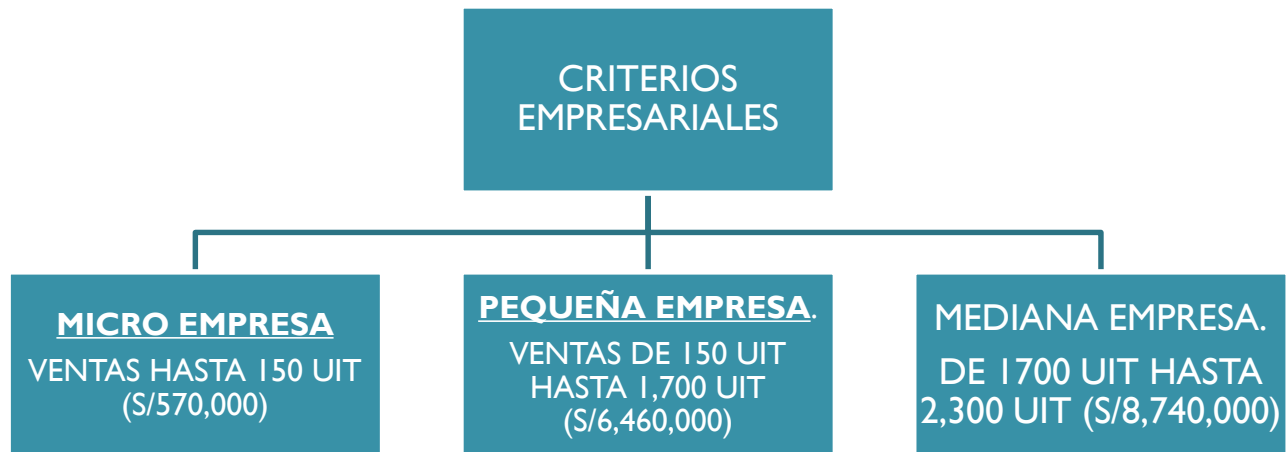 CRITERIOS
EMPRESARIALES
MICRO EMPRESA
VENTAS HASTA 150 UIT
(S/570,000)
PEQUEÑA EMPRESA.
VENTAS DE 150 UIT
HASTA 1,700 UIT
(S/6,460,000)
MEDIANA EMPRESA.
DE 1700 UIT HASTA
2,300 UIT (S/8,740,000)